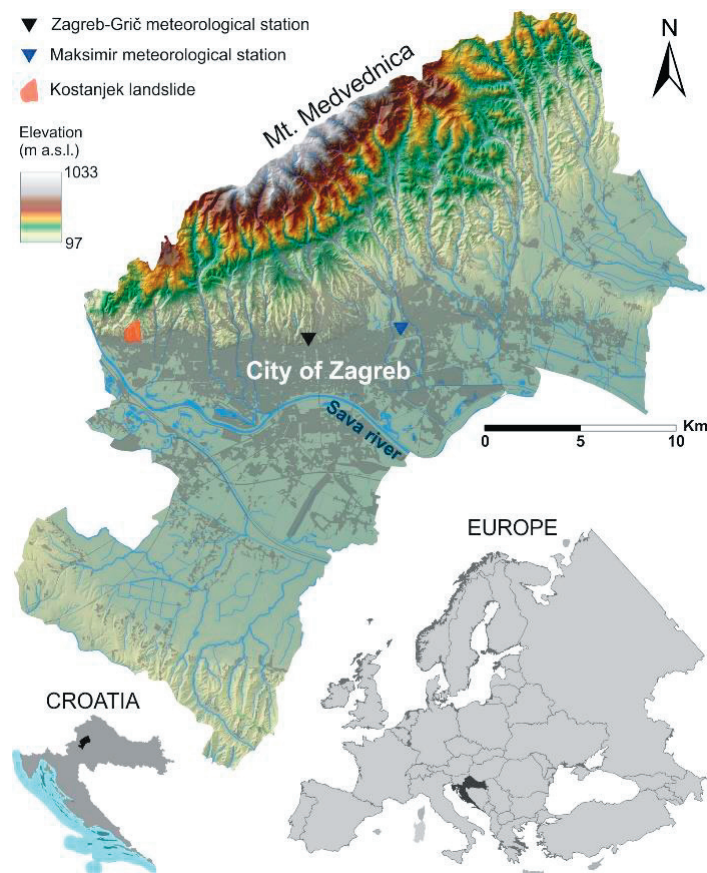 Zagreb-Grič meteorological station
Maksimir meteorological station
Kostanjek landslide
Elevation
(m a.s.l.)
1033
97
Mt. Medvednica
N
City of Zagreb
Sava river
Km
0 5 10
EUROPE
CROATIA